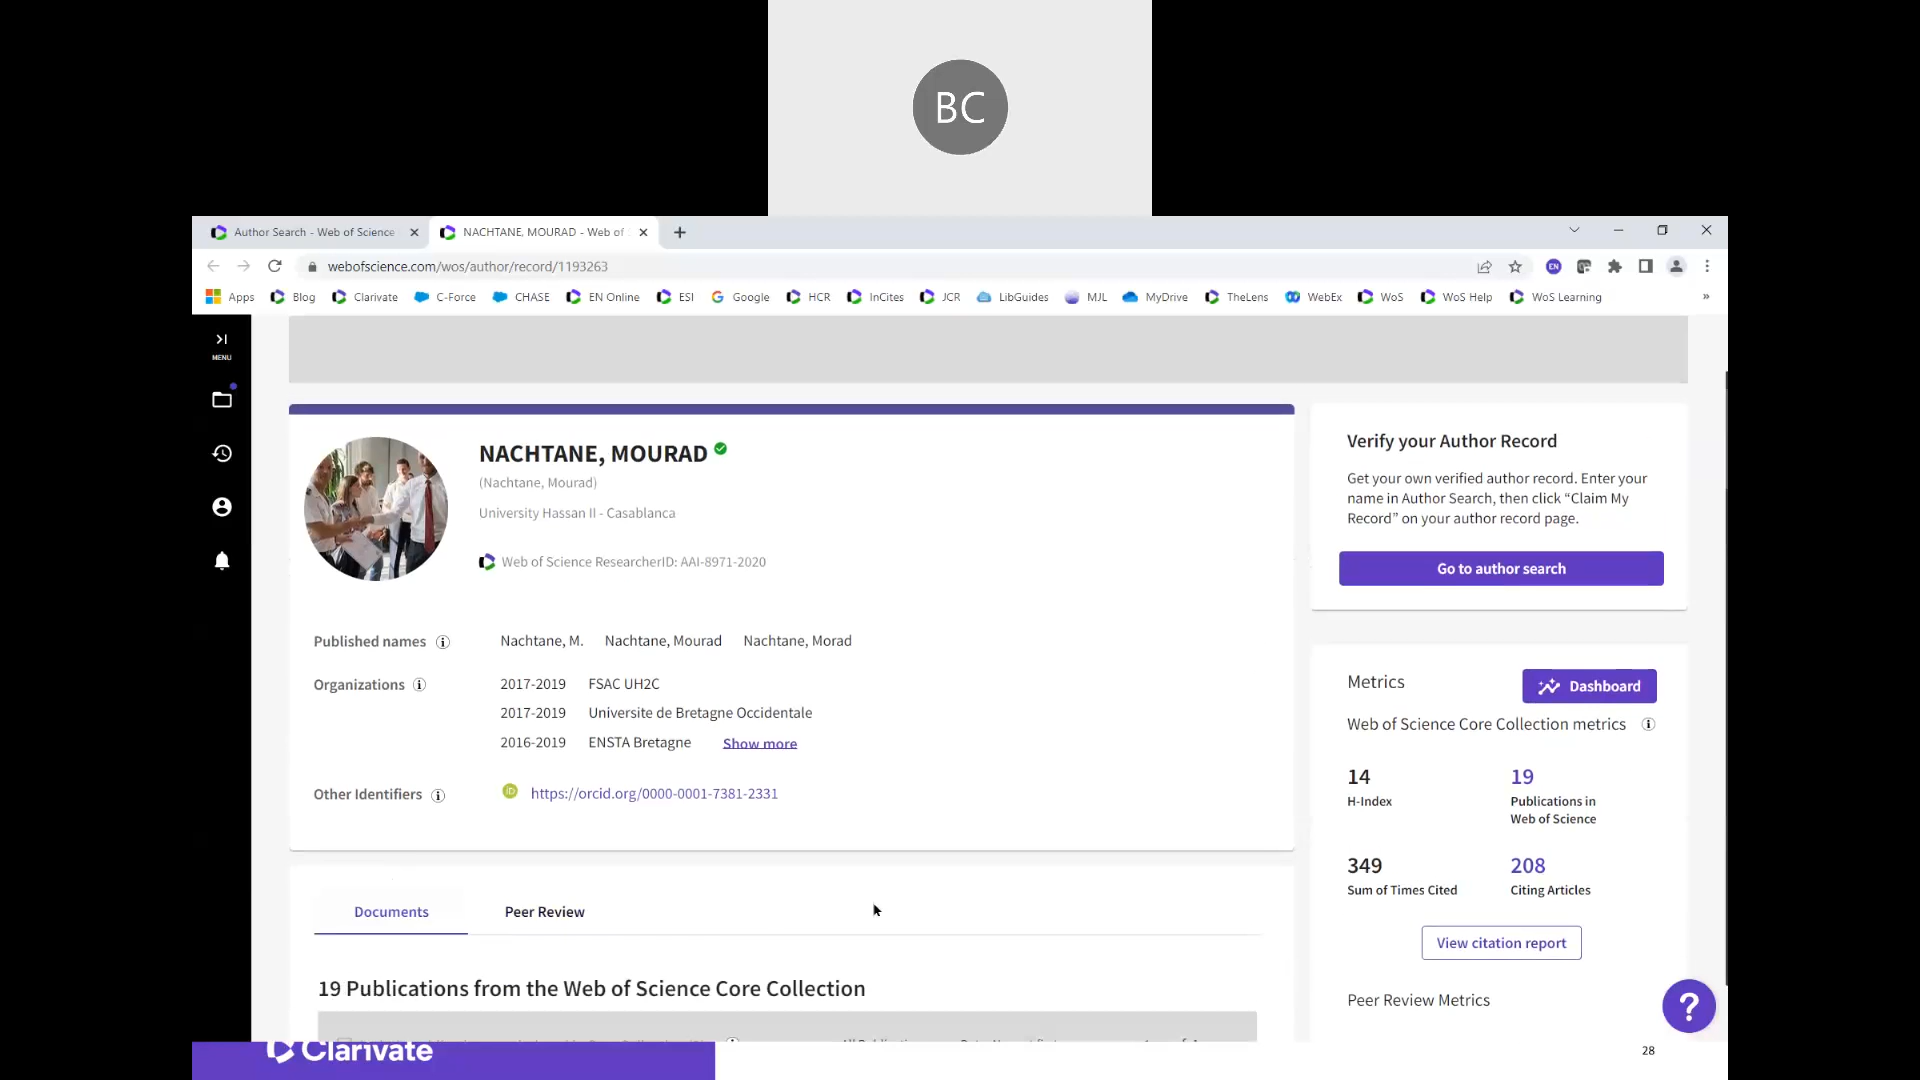 BC
Author Search - Web of Science
NACHTANE, MOURAD - Web of
webofscience.com/wos/author/record/1193263
EN
Apps Blog Clarivate C-Force CHASE EN Online ESI Google HCR InCites JCR LibGuides MJL MyDrive TheLens WebEx WoS WoS Help WoS Learning »
MENU
NACHTANE, MOURAD
(Nachtane, Mourad)
University Hassan II - Casablanca
Web of Science ResearcherID: AAI-8971-2020
Published names Nachtane, M. Nachtane, Mourad Nachtane, Morad
Organizations 2017-2019 FSAC UH2C
2017-2019 Universite de Bretagne Occidentale
2016-2019 ENSTA Bretagne Show more
Other Identifiers iD https://orcid.org/0000-0001-7381-2331
Documents Peer Review
19 Publications from the Web of Science Core Collection
Verify your Author Record
Get your own verified author record. Enter your
name in Author Search, then click “Claim My
Record” on your author record page.
Go to author search
Metrics Dashboard
Web of Science Core Collection metrics
14 19
H-Index Publications in
Web of Science
349 208
Sum of Times Cited Citing Articles
View citation report
Peer Review Metrics
?
Clarivate
28